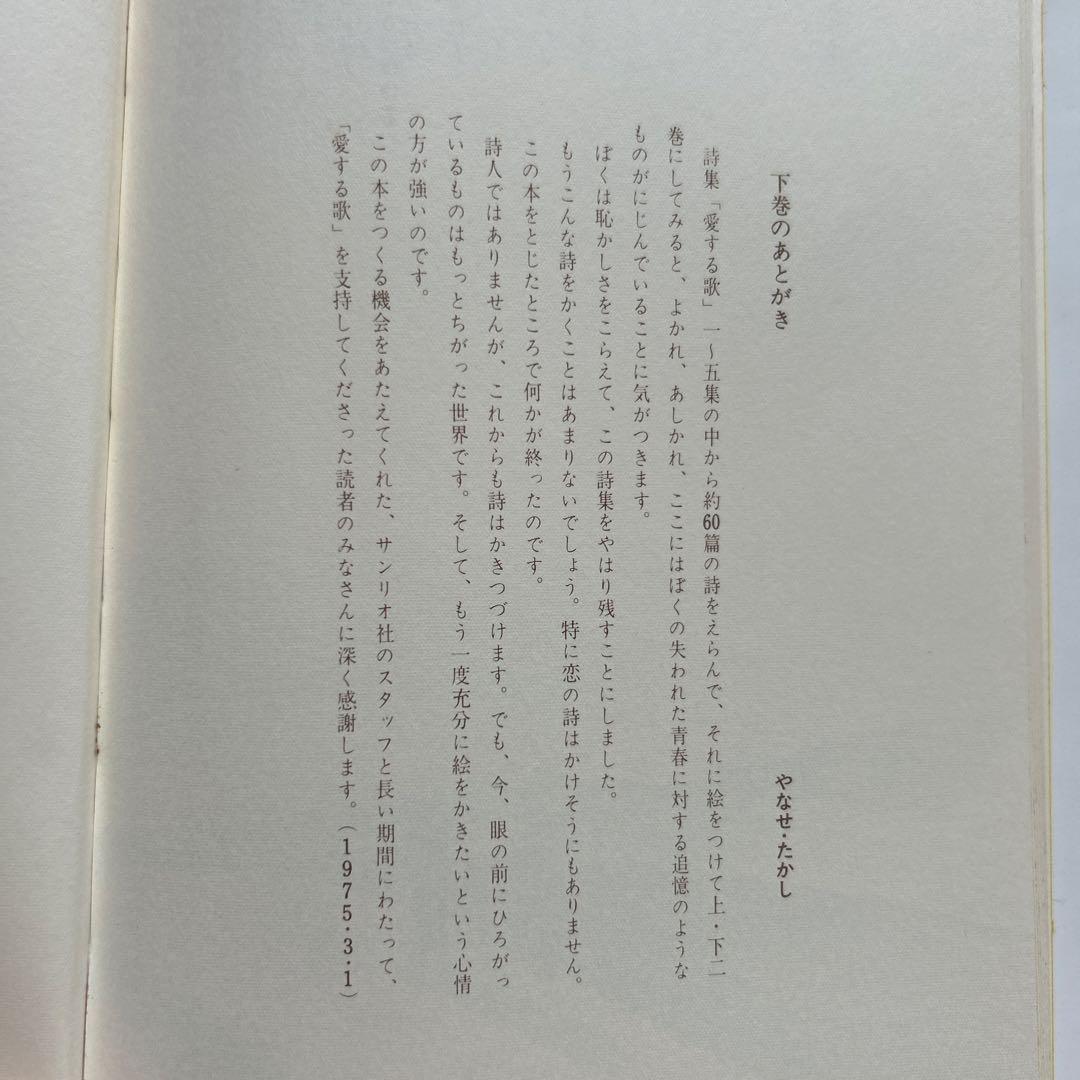 下巻のあとがき
やなせ・たかし
詩集「愛する歌」一～五集の中から約60篇の詩をえらんで、それに絵をつけて上・下二
巻にしてみると、よかれ、あしかれ、ここにはぼくの失われた青春に対する追憶のような
ものがにじんでいることに気がつきます。
ぼくは恥かしさをこらえて、この詩集をやはり残すことにしました。
もうこんな詩をかくことはあまりないでしょう。特に恋の詩はかけそうにもありません。
この本をとじたところで何かが終ったのです。
詩人ではありませんが、これからも詩はかきつづけます。でも、今、眼の前にひろがっ
ているものはもっとちがった世界です。そして、もう一度充分に絵をかきたいという心情
の方が強いのです。
この本をつくる機会をあたえてくれた、サンリオ社のスタッフと長い期間にわたって、
「愛する歌」を支持してくださった読者のみなさんに深く感謝します。（1975・3・1）